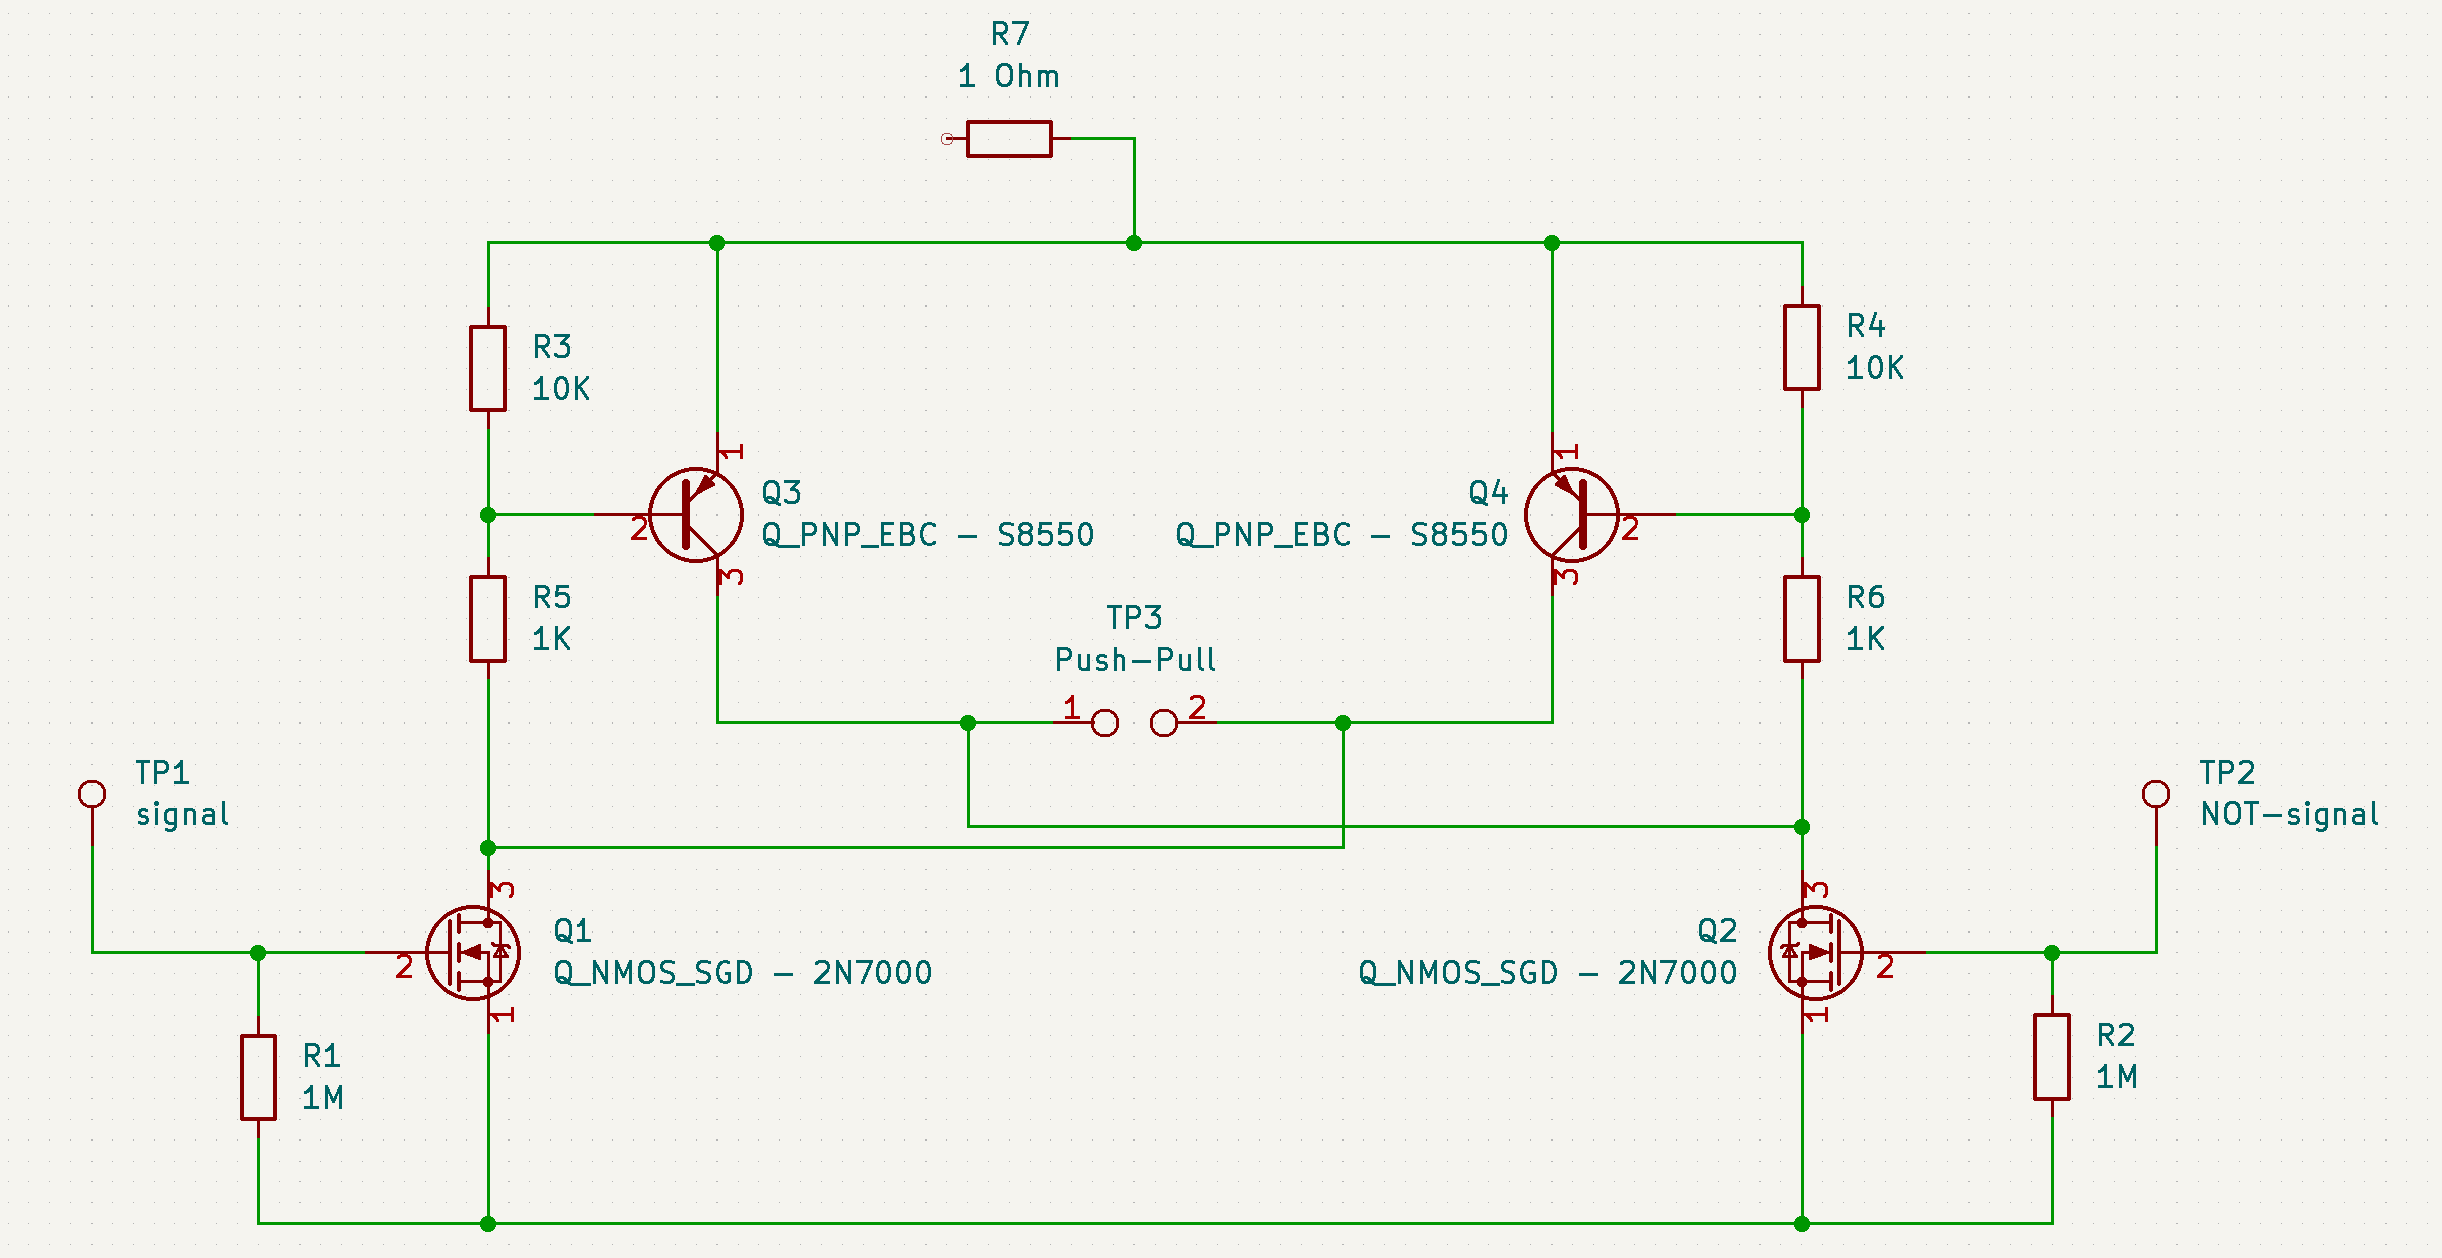 R7
1 Ohm
R3
10K
R4
10K
1
1
Q3
Q_PNP_EBC – S8550
2
3
Q4
Q_PNP_EBC – S8550
2
3
R5
1K
TP3
Push-Pull
1
2
R6
1K
TP1
signal
TP2
NOT-signal
3
3
Q1
Q_NMOS_SGD – 2N7000
2
1
Q2
Q_NMOS_SGD – 2N7000
2
1
R1
1M
R2
1M